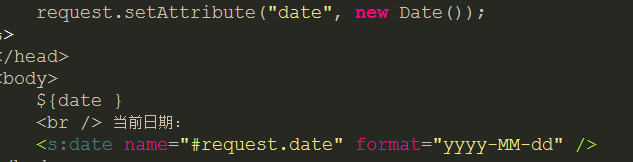 request.setAttribute("date", new Date());
%>
</head>
<body>
${date }
<br /> 当前日期:
<s:date name="#request.date" format="yyyy-MM-dd" />